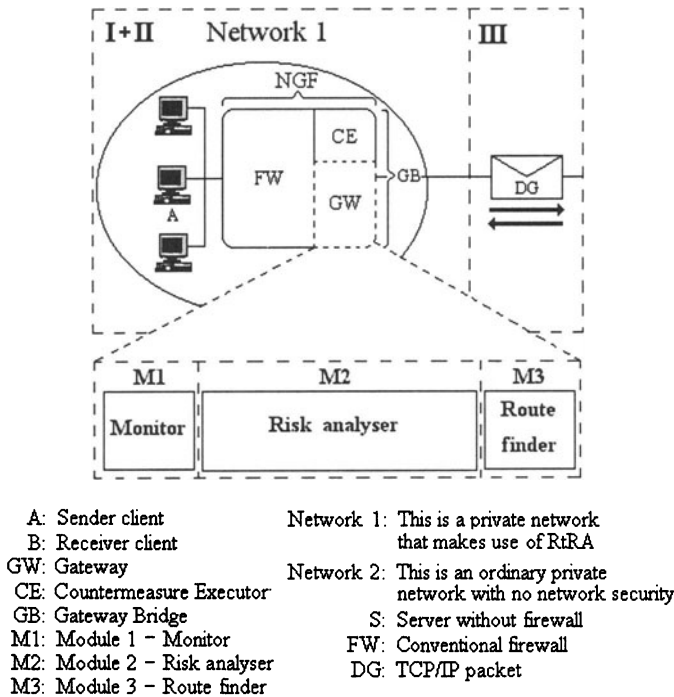 I+II Network 1 III
NGF
CE
FW
GB
GW
DG
A
M1 M2 M3
Monitor
Risk analyser
Route
finder
A: Sender client
B: Receiver client
GW: Gateway
CE: Countermeasure Executor
GB: Gateway Bridge
M1: Module 1 – Monitor
M2: Module 2 – Risk analyser
M3: Module 3 – Route finder
Network 1: This is a private network
that makes use of RtRA
Network 2: This is an ordinary private
network with no network security
S: Server without firewall
FW: Conventional firewall
DG: TCP/IP packet